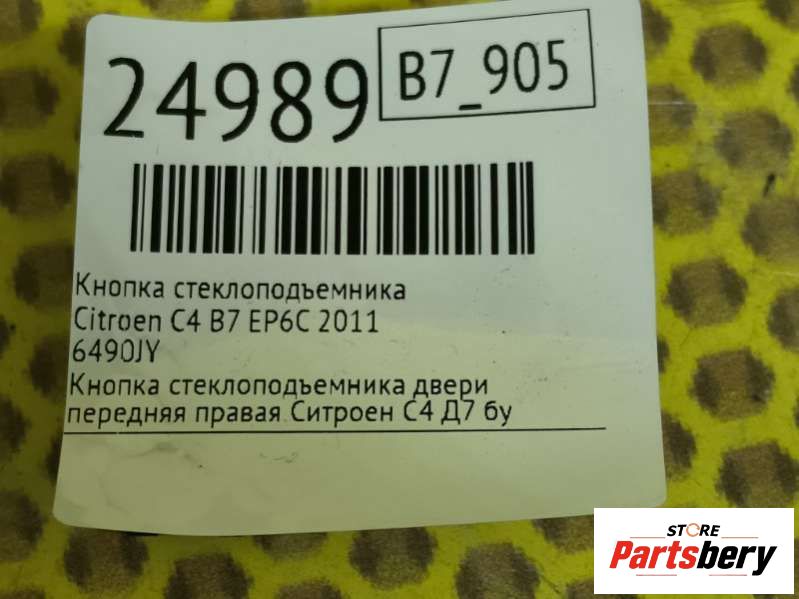 24989
B7_905
Кнопка стеклоподъемника
Citroen C4 B7 EP6C 2011
6490JY
Кнопка стеклоподъемника двери
передняя правая Ситроен С4 Д7 бу
STORE
Partsbery